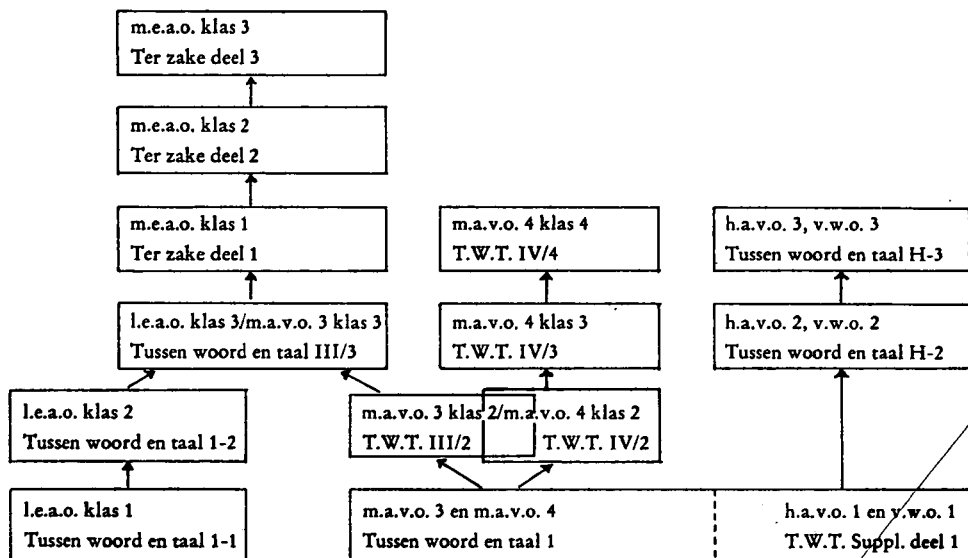 m.e.a.o. klas 3
Ter zake deel 3
m.e.a.o. klas 2
Ter zake deel 2
m.e.a.o. klas 1
Ter zake deel 1
m.a.v.o. 4 klas 4
T.W.T. IV/4
h.a.v.o. 3, v.w.o. 3
Tussen woord en taal H-3
l.e.a.o. klas 3/m.a.v.o. 3 klas 3
Tussen woord en taal III/3
m.a.v.o. 4 klas 3
T.W.T. IV/3
h.a.v.o. 2, v.w.o. 2
Tussen woord en taal H-2
l.e.a.o. klas 2
Tussen woord en taal 1-2
m.a.v.o. 3 klas 2/m.a.v.o. 4 klas 2
T.W.T. III/2 T.W.T. IV/2
l.e.a.o. klas 1
Tussen woord en taal 1-1
m.a.v.o. 3 en m.a.v.o. 4
Tussen woord en taal 1
h.a.v.o. 1 en v.w.o. 1
T.W.T. Suppl. deel 1